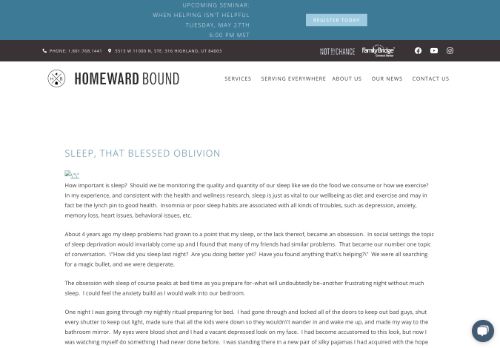 UPCOMING SEMINAR:
WHEN HELPING ISN'T HELPFUL
TUESDAY, MAY 27TH
6:00 PM MST
REGISTER TODAY
PHONE: 1.801.768.1441
5513 W 11000 N, STE. 316 HIGHLAND, UT 84003
NOT BY CHANCE
FamilyBridge
HOMEWARD BOUND
SERVICES
SERVING EVERYWHERE
ABOUT US
OUR NEWS
CONTACT US
SLEEP, THAT BLESSED OBLIVION
How important is sleep? Should we be monitoring the quality and quantity of our sleep like we do the food we consume or how we exercise?
In my experience, and consistent with the health and wellness research, sleep is just as vital to our wellbeing as diet and exercise and may in
fact be the lynch pin to good health. Insomnia or poor sleep habits are associated with all kinds of troubles, such as depression, anxiety,
memory loss, heart issues, behavioral issues, etc.
About 4 years ago my sleep problems had grown to a point that my sleep, or the lack thereof, became an obsession. In social settings the topic
of sleep deprivation would invariably come up and I found that many of my friends had similar problems. That became our number one topic
of conversation. \"How did you sleep last night? Are you doing better yet? Have you found anything that\'s helping?\" We were all searching
for a magic bullet, and we were desperate.
The obsession with sleep of course peaks at bed time as you prepare for-what will undoubtedly be-another frustrating night without much
sleep. I could feel the anxiety build as I would walk into our bedroom.
One night I was going through my nightly ritual preparing for bed. I had gone through and locked all of the doors to keep out bad guys, shut
every shutter to keep out light, made sure that all the kids were down so they wouldn't wander in and wake me up, and made my way to the
bathroom mirror. My eyes were blood shot and I had a vacant depressed look on my face. I had become accustomed to this look, but now I
was watching myself do something I had never done before. I was standing there in a new pair of silky pajamas I had acquired with the hope